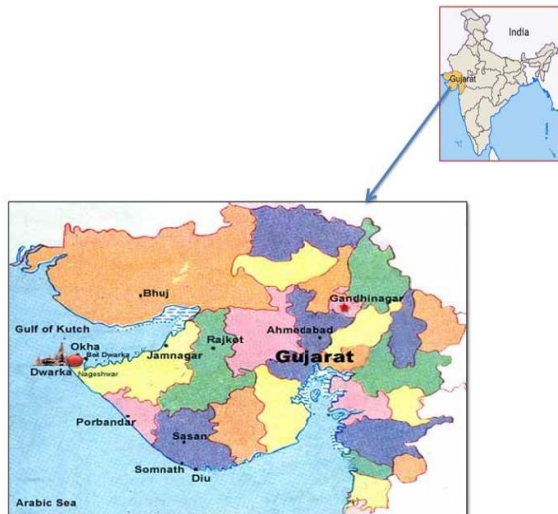 India
Gujarat
Bhuj
Gandhinagar
Gulf of Kutch
Ahmedabad
Okha
Bet Dwarka
Jamnagar
Rajkot
Gujarat
Dwarka
Nageshwar
Porbandar
Sasan
Somnath
Diu
Arabic Sea